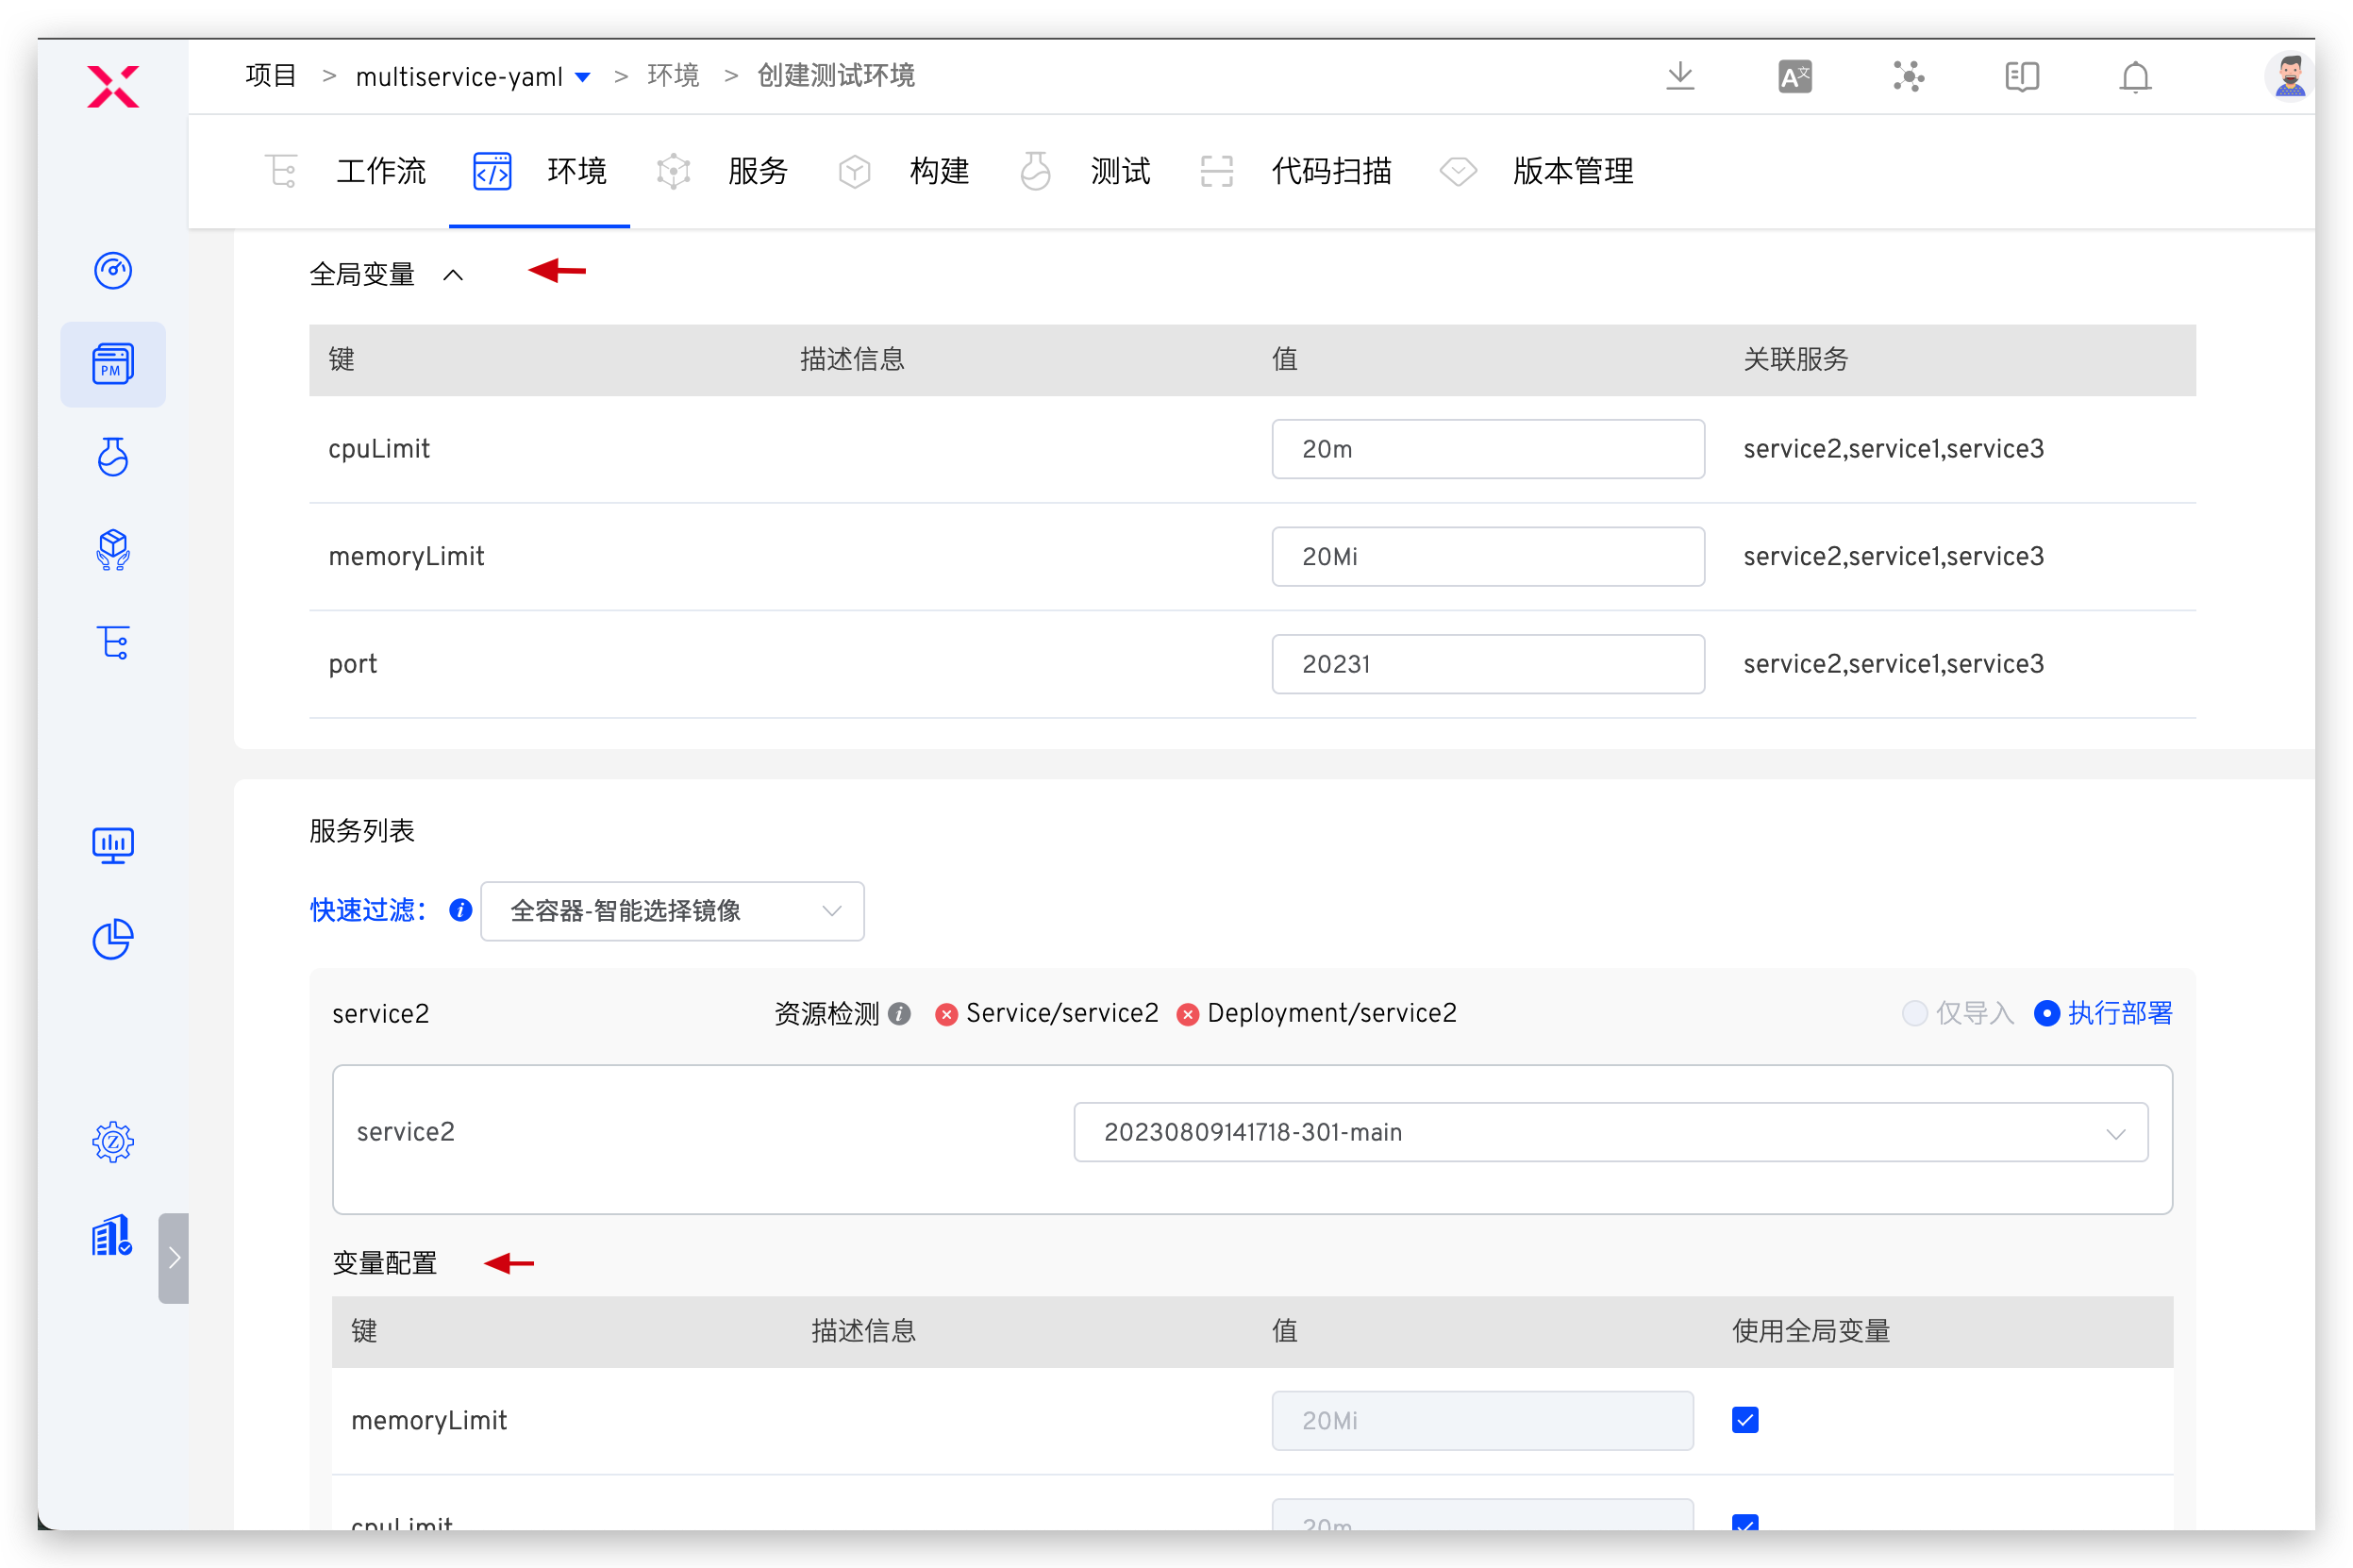 项目 > multiservice-yaml > 环境 > 创建测试环境
工作流 环境 服务 构建 测试 代码扫描 版本管理
PM
全局变量
键 描述信息 值 关联服务
cpuLimit 20m service2,service1,service3
memoryLimit 20Mi service2,service1,service3
port 20231 service2,service1,service3
服务列表
快速过滤： 全容器-智能选择镜像
service2 资源检测 Service/service2 Deployment/service2 仅导入 执行部署
service2 20230809141718-301-main
变量配置
键 描述信息 值 使用全局变量
memoryLimit 20Mi
cpuLimit 20m